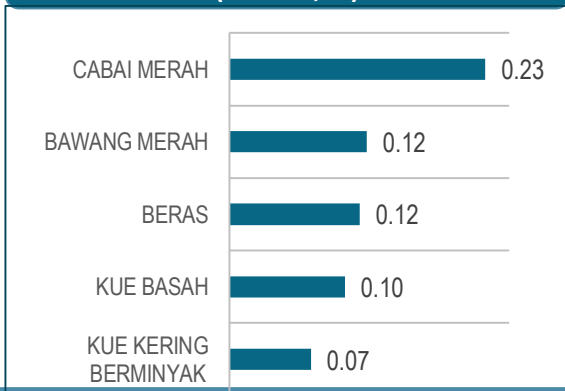 CABAI MERAH 0.23
BAWANG MERAH 0.12
BERAS 0.12
KUE BASAH 0.10
KUE KERING
BERMINYAK 0.07